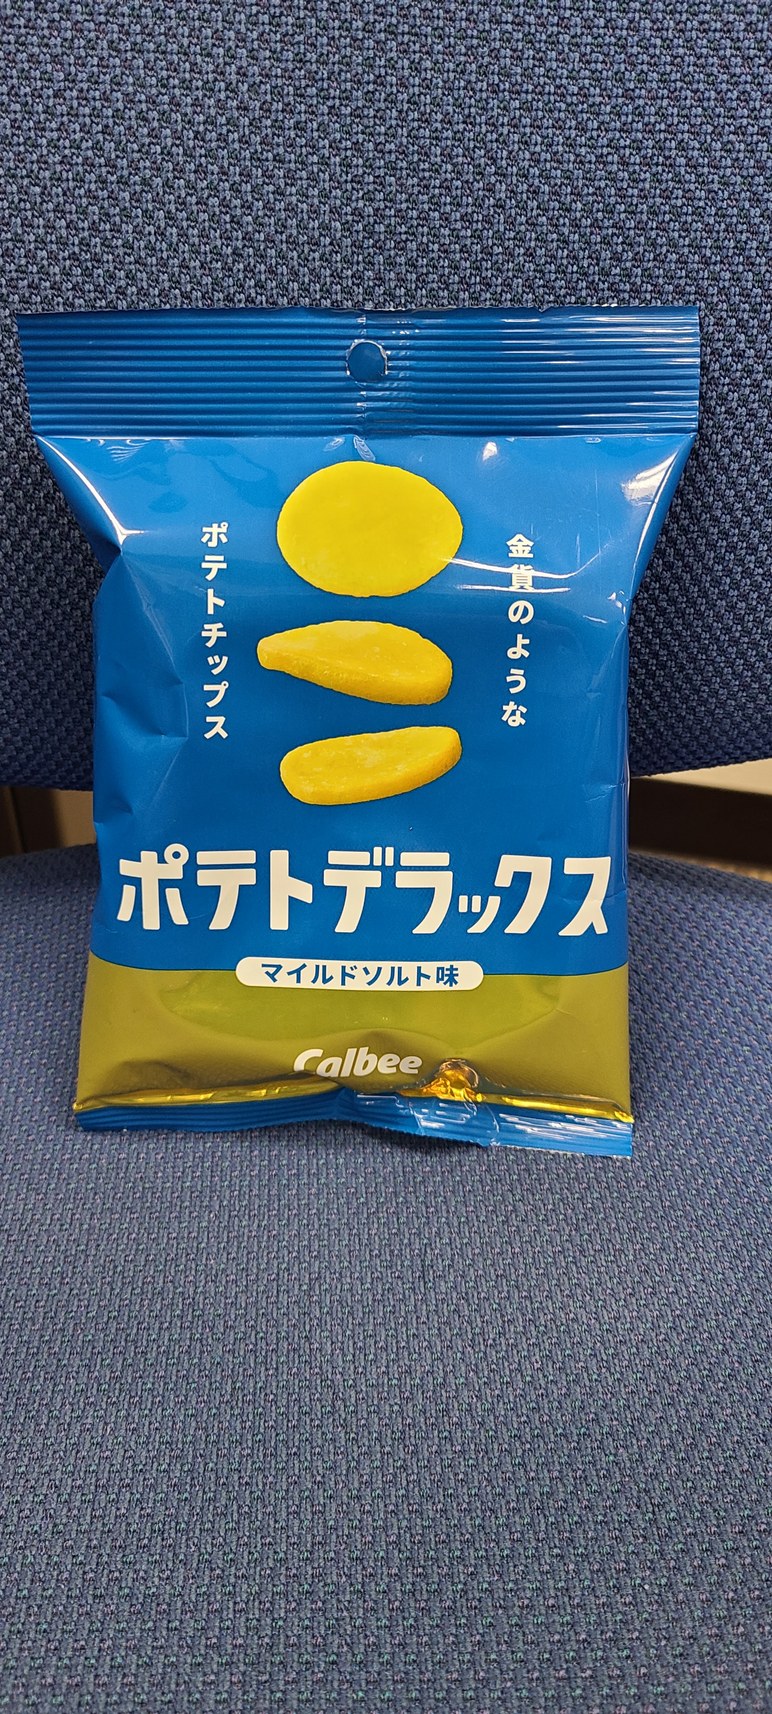 金貨のような
ポテトチップス
ポテトデラックス
マイルドソルト味
Calbee